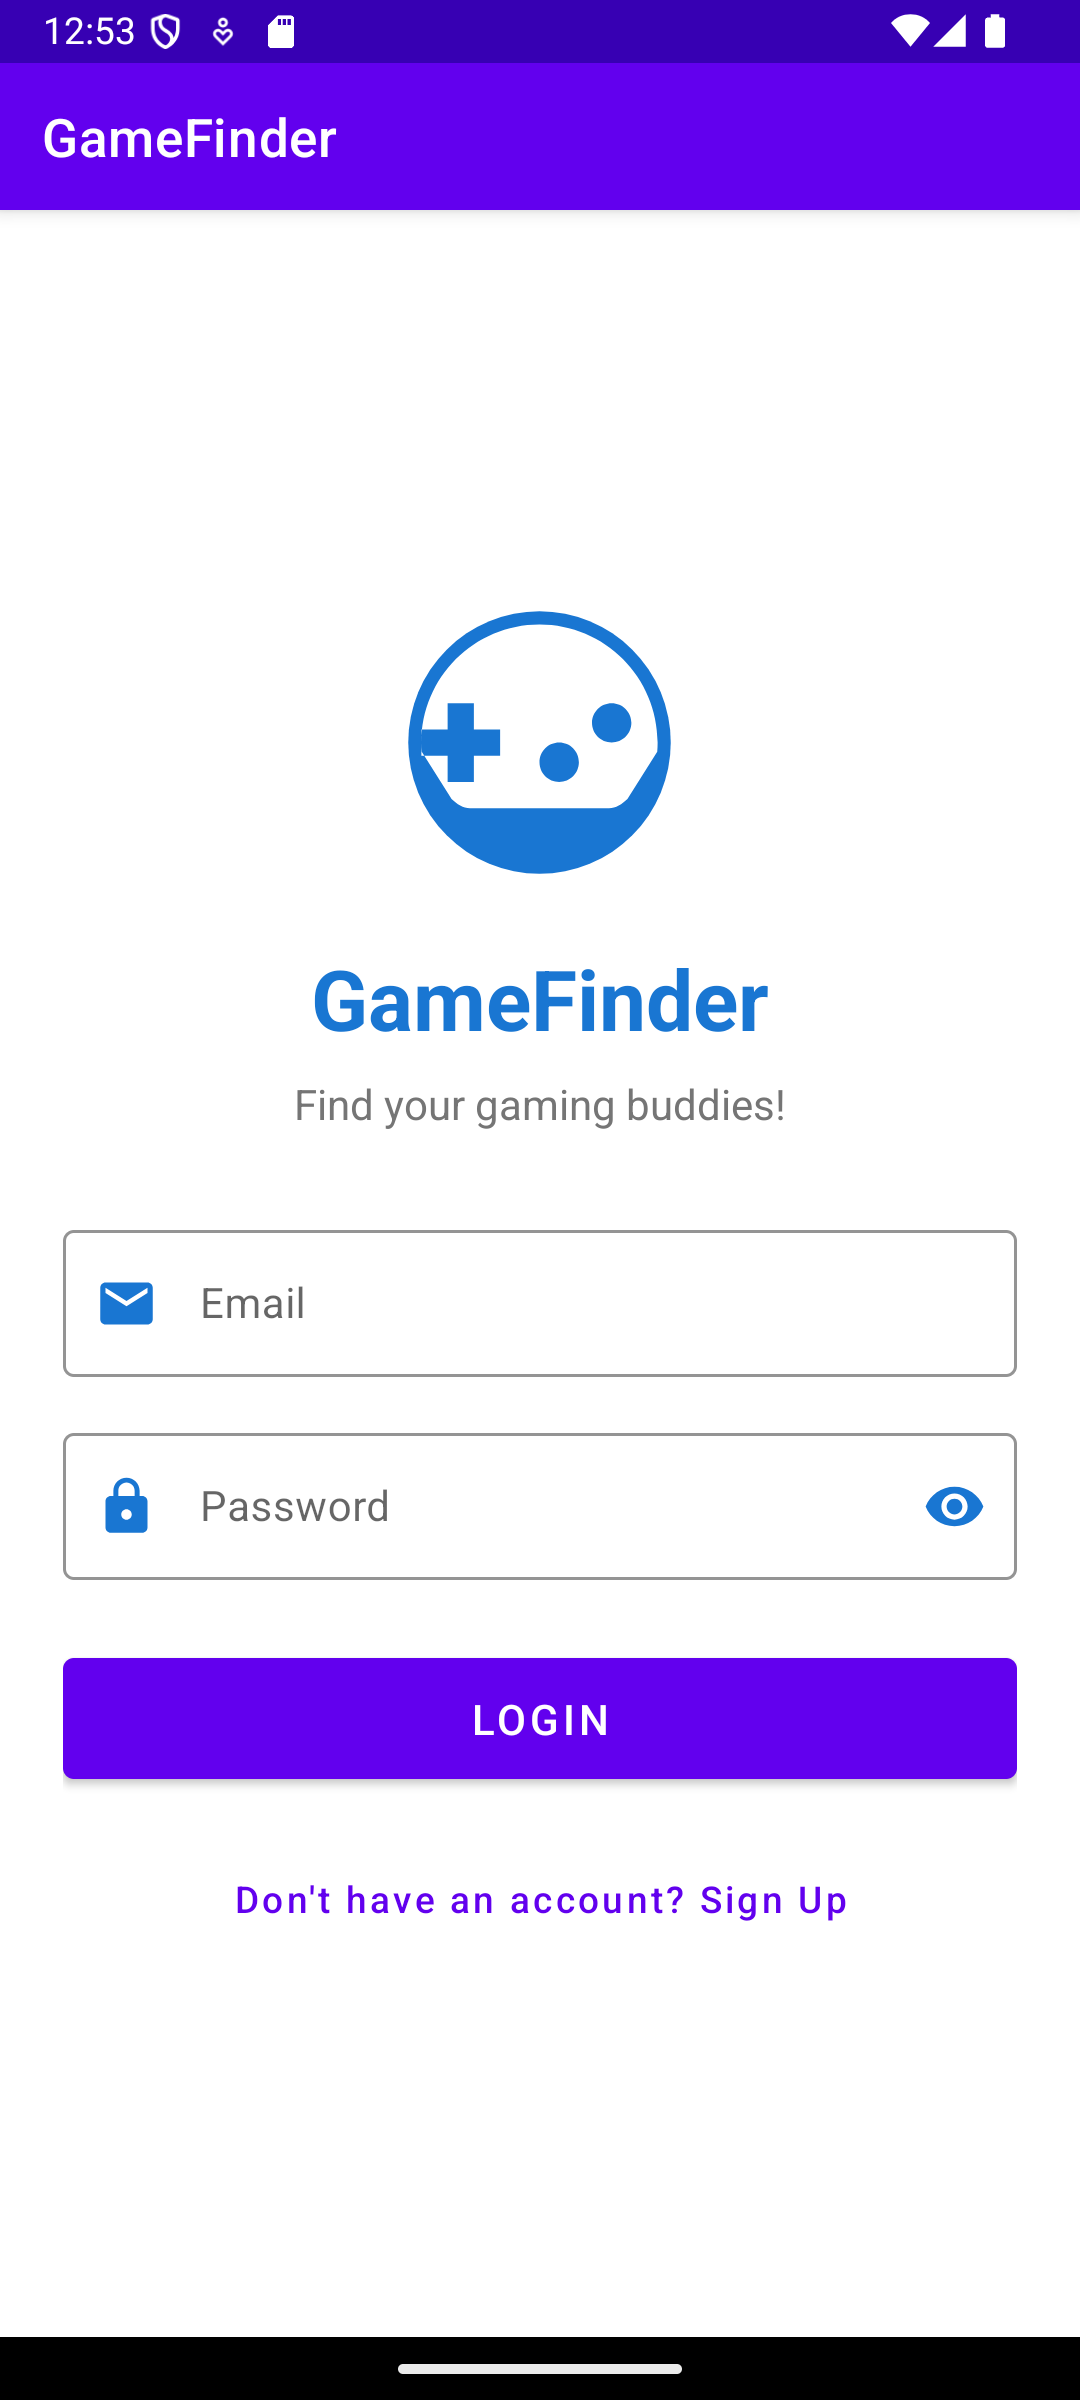 12:53
GameFinder
GameFinder
Find your gaming buddies!
Email
Password
LOGIN
Don't have an account? Sign Up